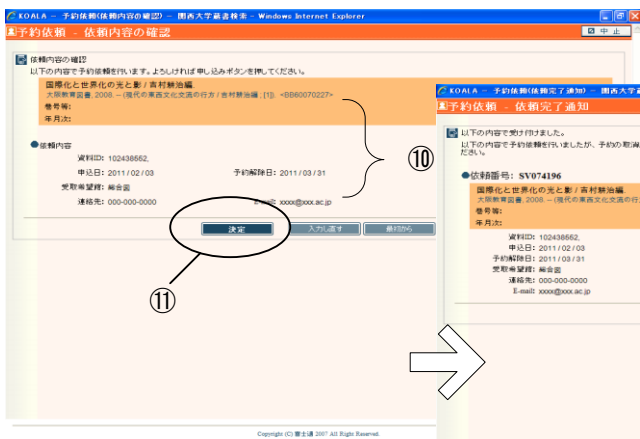 KOALA - 予約依頼(依頼内容の確認) - 関西大学蔵書検索 - Windows Internet Explorer
予約依頼 - 依頼内容の確認
中 止
依頼内容の確認
以下の内容で予約依頼を行います。よろしければ申し込みボタンを押してください。
国際化と世界化の光と影 / 吉村耕治編.
大阪教育図書, 2008. -- (現代の東西文化交流の行方 / 吉村耕治編 ; [1]). <BB60070227>
巻号等:
年月次:
●依頼内容
資料ID: 102438652,
申込日: 2011/02/03
予約解除日: 2011/03/31
受取希望館: 総合図
連絡先: 000-000-0000
E-mail: xxxx@xxx.ac.jp
決定
入力し直す
最初から
⑩
⑪
Copyright (C) 富士通 2007 All Right Reserved.
KOALA - 予約依頼(依頼完了通知) - 関西大学蔵
予約依頼 - 依頼完了通知
以下の内容で受け付けました。
以下の内容で予約依頼を行いましたが、予約の取消
ださい。
●依頼番号: SV074196
国際化と世界化の光と影 / 吉村耕治編.
大阪教育図書, 2008. -- (現代の東西文化交流の行
巻号等:
年月次:
資料ID: 102438652,
申込日: 2011/02/03
予約解除日: 2011/03/31
受取希望館: 総合図
連絡先: 000-000-0000
E-mail: xxxx@xxx.ac.jp